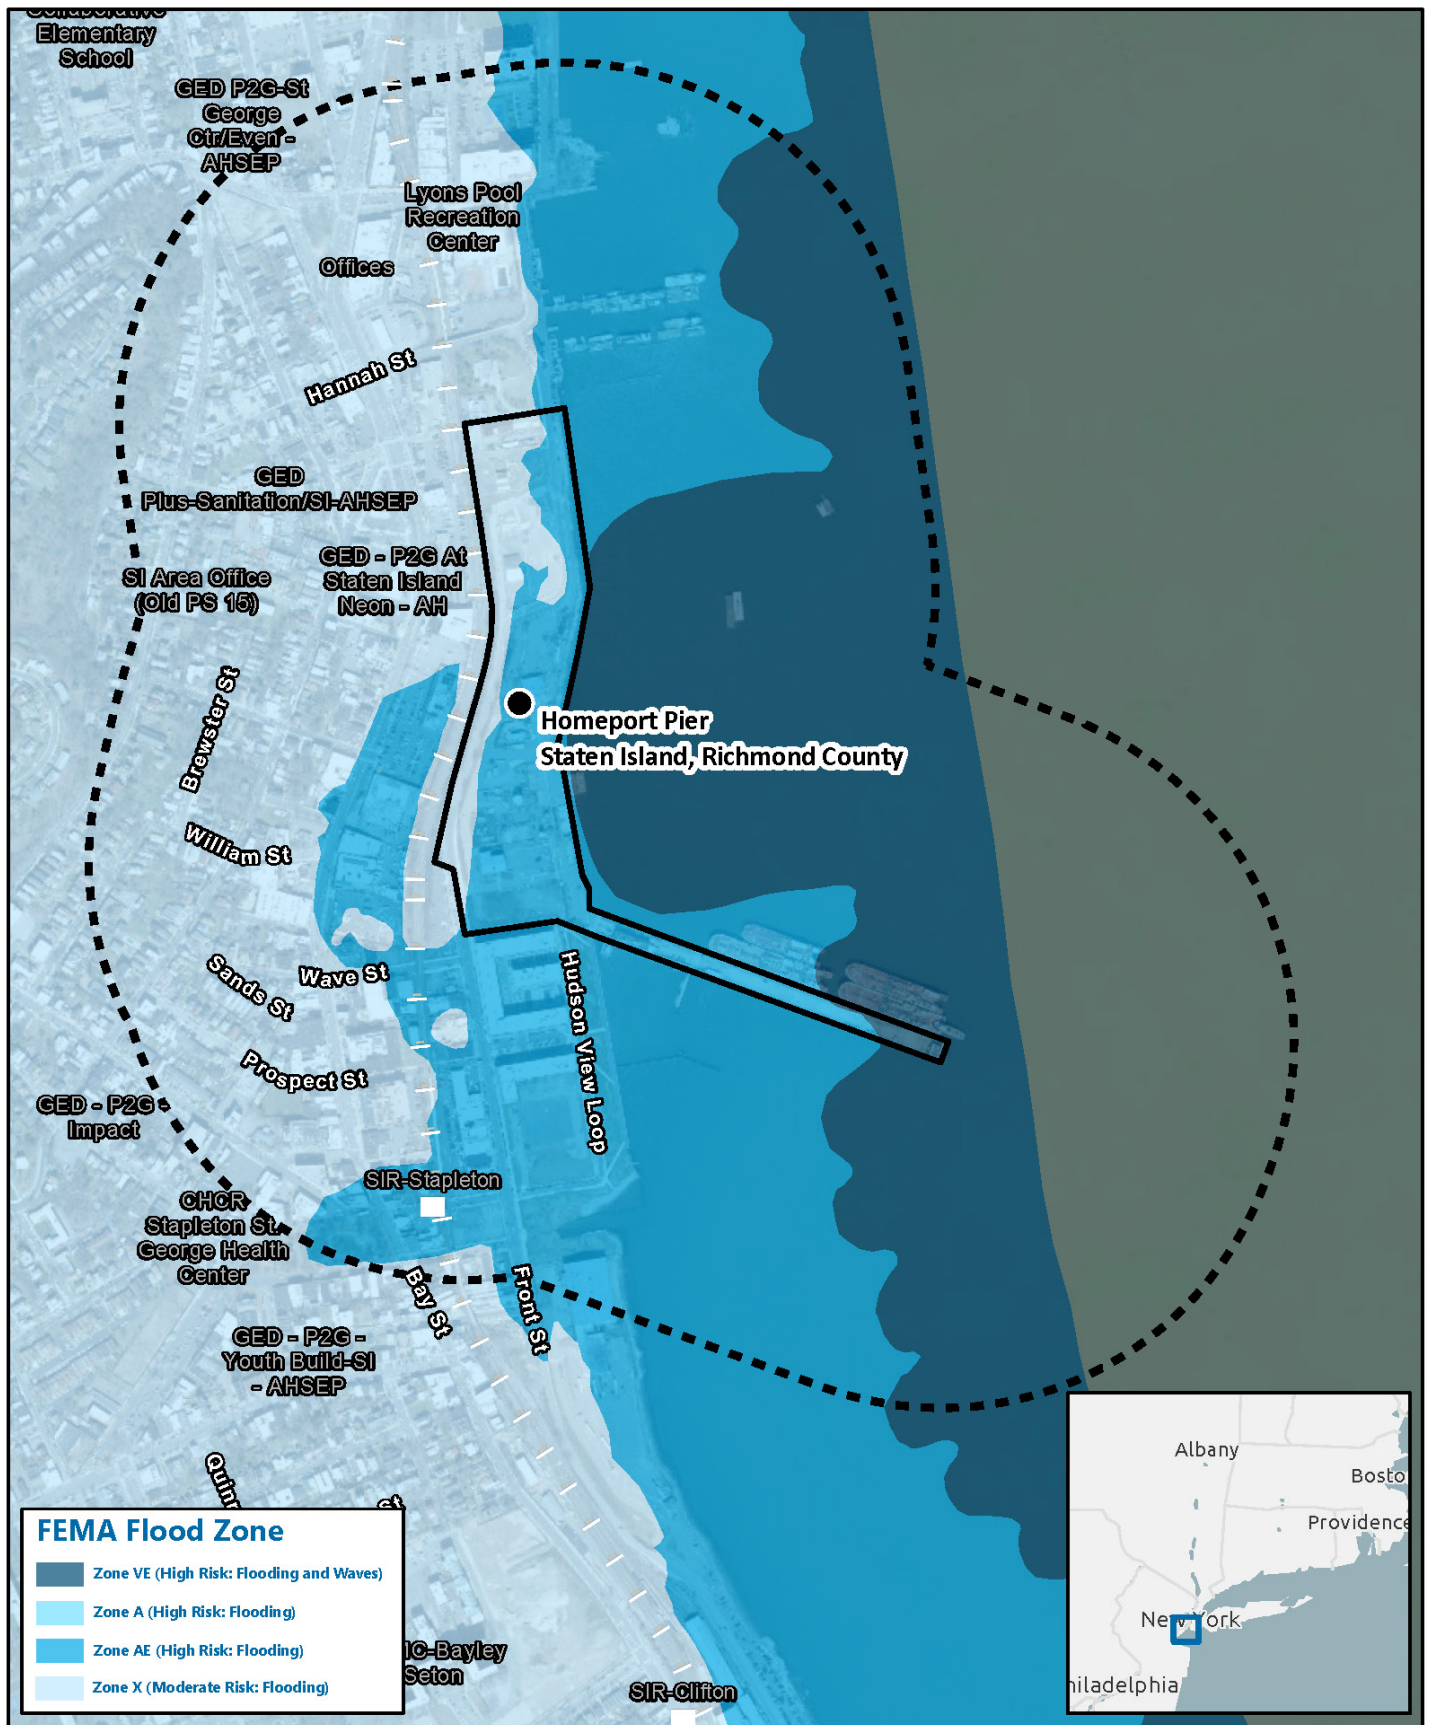 Collaborative
Elementary
School
GED P2G-St
George
Ctr/Even -
AHSEP
Lyons Pool
Recreation
Center
Offices
Hannah St
GED
Plus-Sanitation/SI-AHSEP
GED - P2G At
Staten Island
Neon - AH
SI Area Office
(Old PS 15)
Brewster St
Homeport Pier
Staten Island, Richmond County
William St
Sands St
Wave St
Hudson View Loop
Prospect St
GED - P2G -
Impact
SIR-Stapleton
CHCR
Stapleton St.
George Health
Center
Bay St
Front St
GED - P2G -
Youth Build-SI
- AHSEP
Quinn
St
IC-Bayley
Seton
SIR-Clifton
FEMA Flood Zone
Zone VE (High Risk: Flooding and Waves)
Zone A (High Risk: Flooding)
Zone AE (High Risk: Flooding)
Zone X (Moderate Risk: Flooding)
Albany
Bosto
Providence
New York
hiladelphia